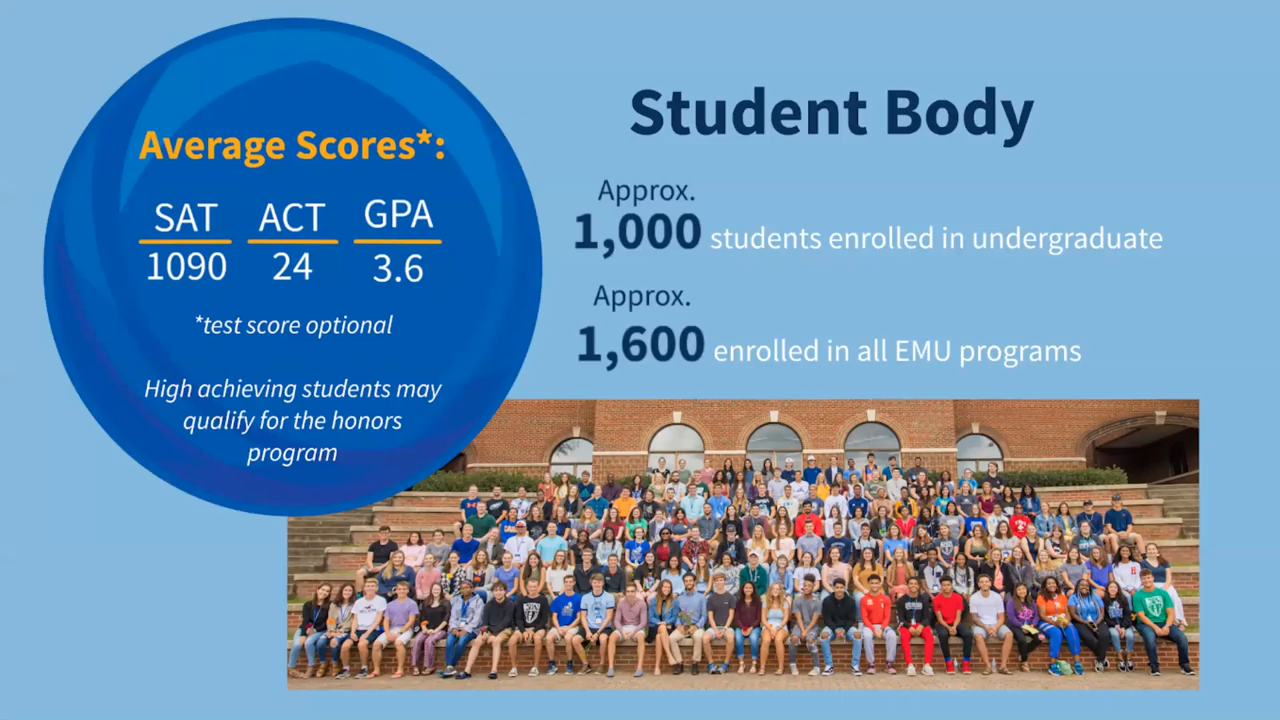 Average Scores*:
SAT ACT GPA
1090 24 3.6
*test score optional
High achieving students may
qualify for the honors
program
Student Body
Approx.
1,000 students enrolled in undergraduate
Approx.
1,600 enrolled in all EMU programs